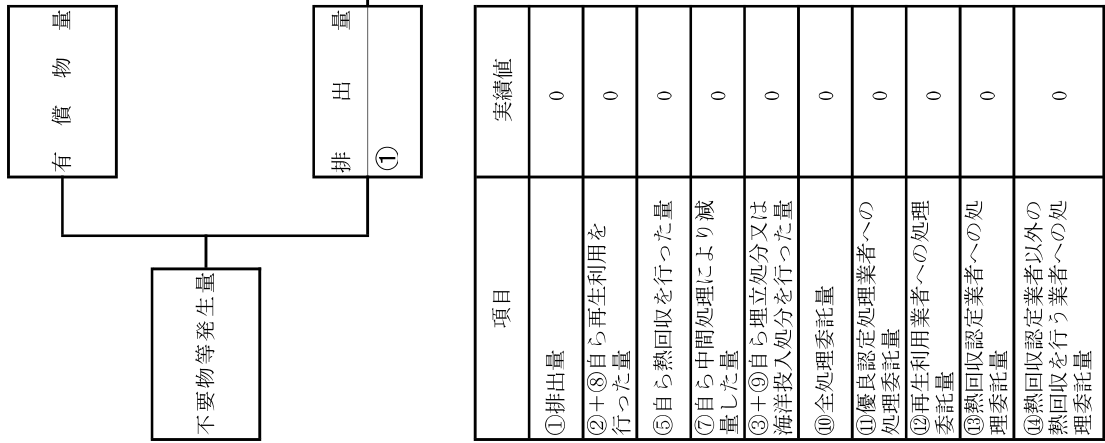 有償物量
不要物等発生量
排出量
①
項目 実績値
①排出量 0
②+⑧自ら再生利用を
行った量 0
⑤自ら熱回収を行った量 0
⑦自ら中間処理により減
量した量 0
③+⑨自ら埋立処分又は
海洋投入処分を行った量 0
⑩全処理委託量 0
⑪優良認定処理業者への
処理委託量 0
⑫再生利用業者への処理
委託量 0
⑬熱回収認定業者への処
理委託量 0
⑭熱回収認定業者以外の
熱回収を行う業者への処
理委託量 0